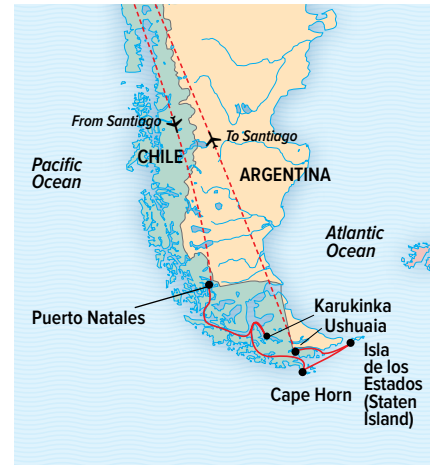 From Santiago
To Santiago
CHILE
Pacific
Ocean
ARGENTINA
Atlantic
Ocean
Puerto Natales
Karukinka
Ushuaia
Isla
de los
Estados
(Staten
Island)
Cape Horn